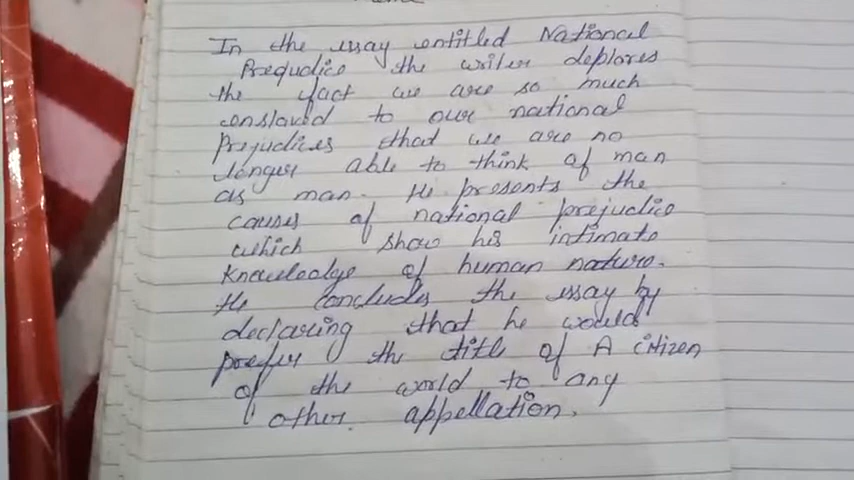 In the essay entitled National
Prequdice the writer deplores
the fact we are so much
enslaved to our national
Prejudices that we are no
longer able to think of man
as man. He presents the
causes of national prejudice
which show his intimate
knowledge of human nature.
He concludes the essay by
declaring that he would
prefer the title of A citizen
of the world to any
other appellation.